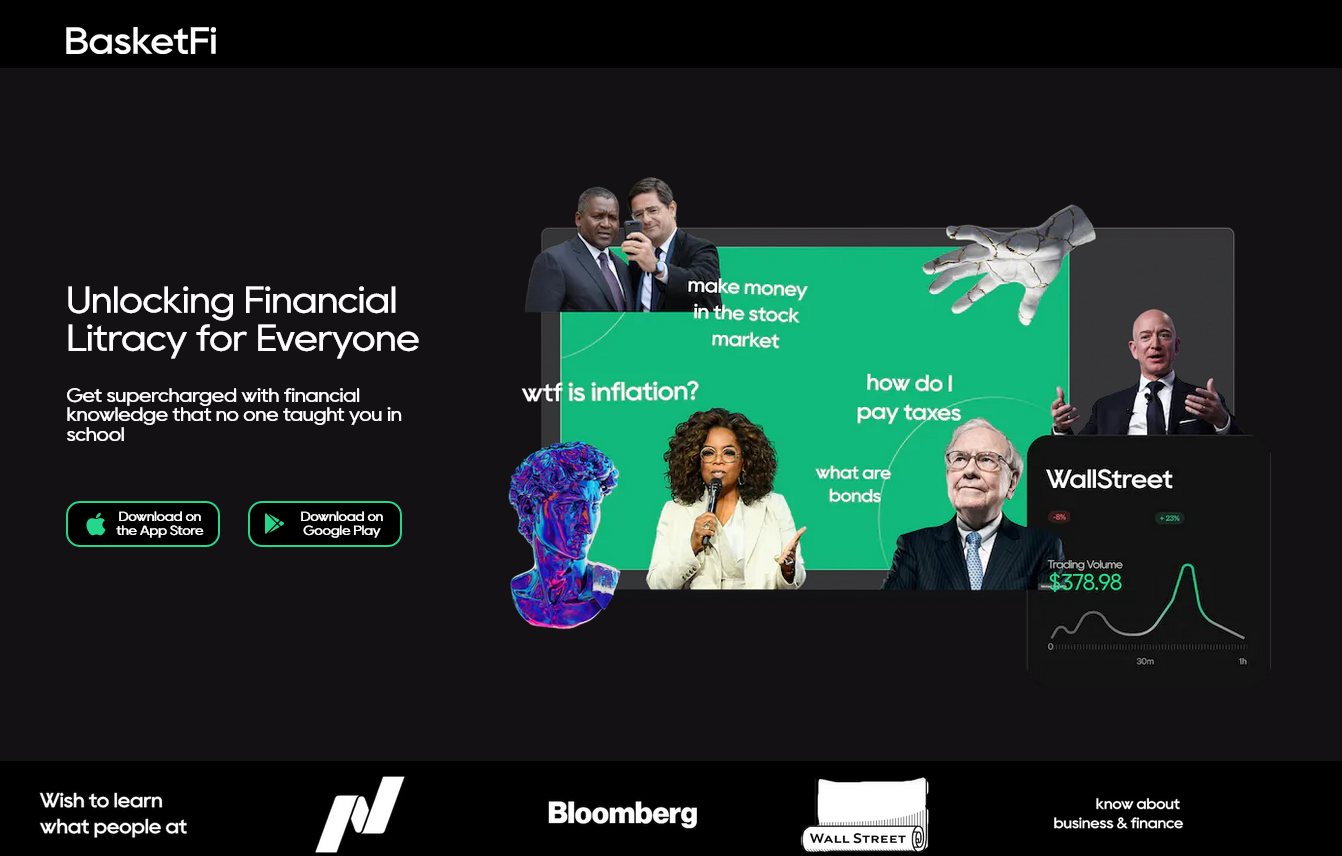 BasketFi
Unlocking Financial
Litracy for Everyone
Get supercharged with financial
knowledge that no one taught you in
school
Download on
the App Store
Download on
Google Play
make money
in the stock
market
wtf is inflation?
how do I
pay taxes
what are
bonds
WallStreet
-8%
+ 23%
Trading Volume
$378.98
0
30m
1h
Wish to learn
what people at
Bloomberg
WALL STREET
know about
business & finance